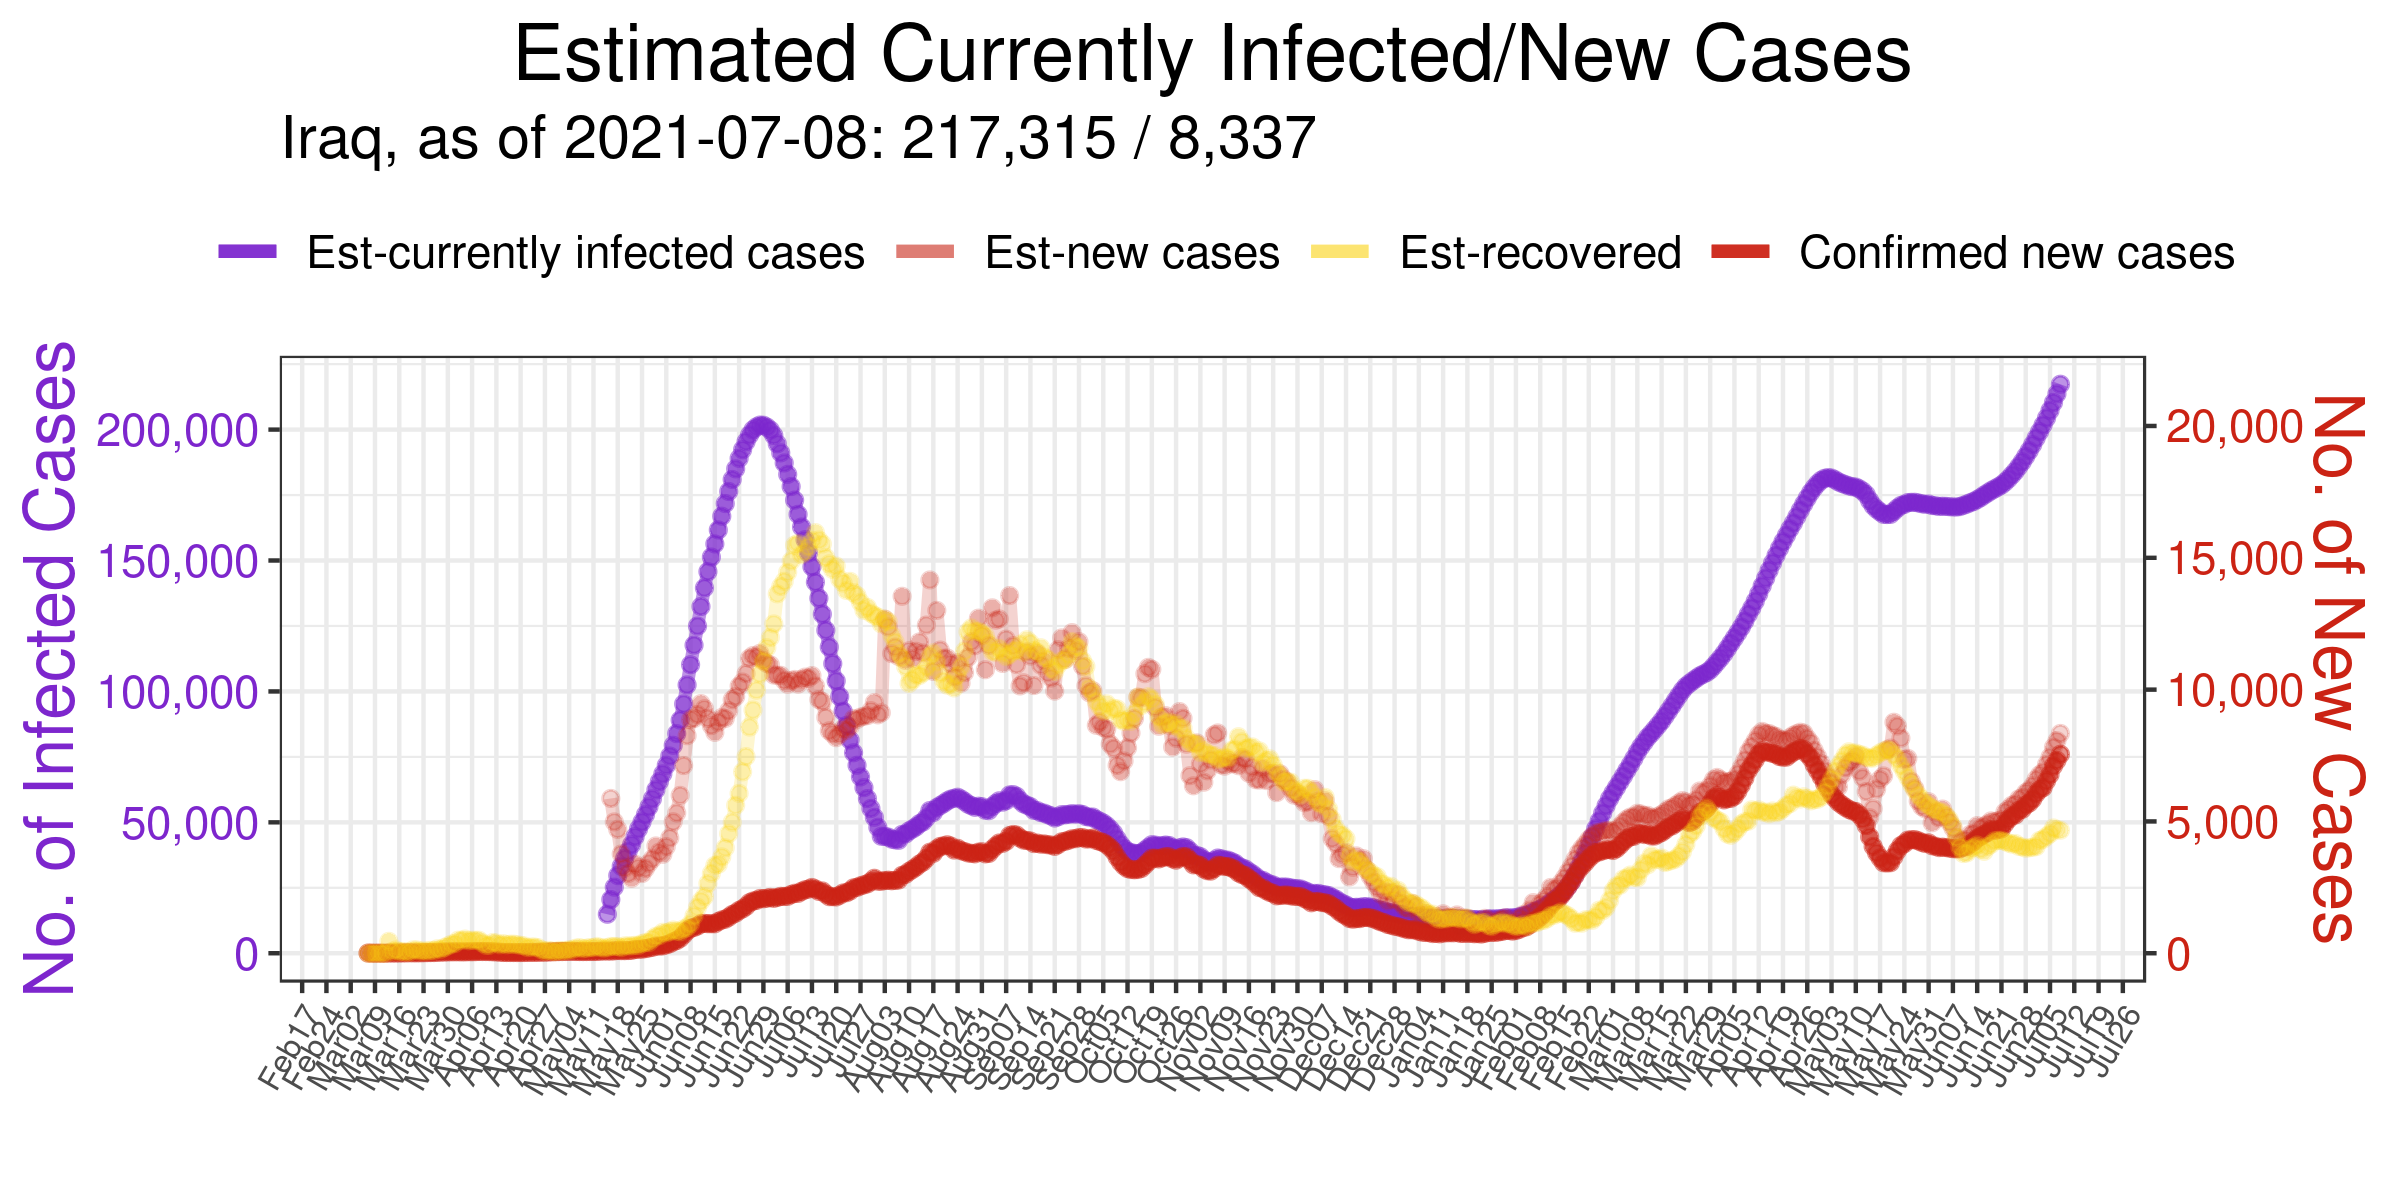 Estimated Currently Infected/New Cases
Iraq, as of 2021-07-08: 217,315 / 8,337
Est-currently infected cases Est-new cases Est-recovered Confirmed new cases
No. of Infected Cases
200,000
150,000
100,000
50,000
0
20,000
15,000
10,000
5,000
0
No. of New Cases
Feb17 Feb24 Mar02 Mar09 Mar16 Mar23 Mar30 Apr06 Apr13 Apr20 Apr27 May04 May11 May18 May25 Jun01 Jun08 Jun15 Jun22 Jun29 Jul06 Jul13 Jul20 Jul27 Aug03 Aug10 Aug17 Aug24 Aug31 Sep07 Sep14 Sep21 Sep28 Oct05 Oct12 Oct19 Oct26 Nov02 Nov09 Nov16 Nov23 Nov30 Dec07 Dec14 Dec21 Dec28 Jan04 Jan11 Jan18 Jan25 Feb01 Feb08 Feb15 Feb22 Mar01 Mar08 Mar15 Mar22 Mar29 Apr05 Apr12 Apr19 Apr26 May03 May10 May17 May24 May31 Jun07 Jun14 Jun21 Jun28 Jul05 Jul12 Jul19 Jul26